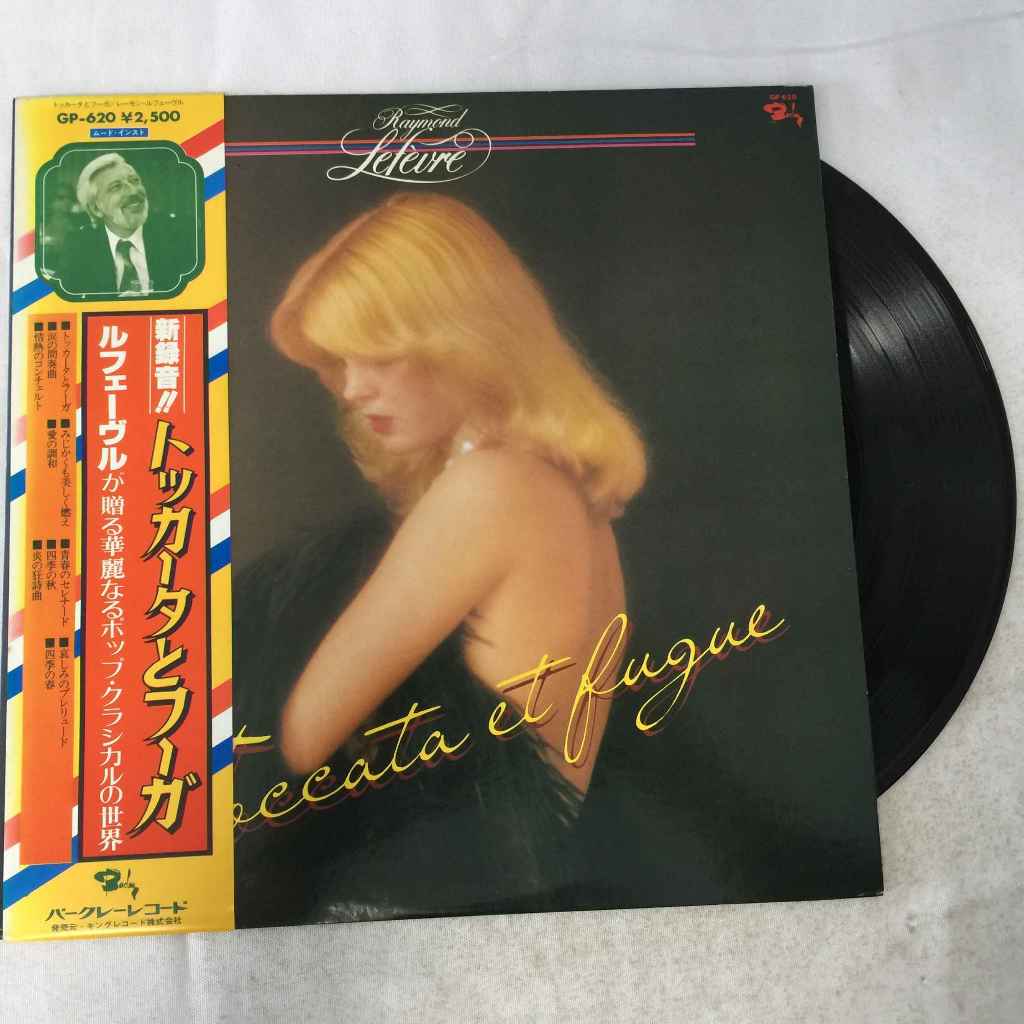 トッカータとフーガ/レーモン・ルフェーヴル
GP-620 ¥2,500
ムード・インスト
新録音!!
トッカータとフーガ
ルフェーヴルが贈る華麗なるポップ・クラシカルの世界
■トッカータとフーガ
■涙の間奏曲
■情熱のコンチェルト
■みじかくも美しく燃え
■愛の調和
■青春のセレナード
■四季の秋
■炎の狂詩曲
■哀しみのプレリュード
■四季の春
Barclay
バークレーレコード
発売元・キングレコード株式会社
Raymond
Lefèvre
GP-620
Barclay
Toccata et fugue